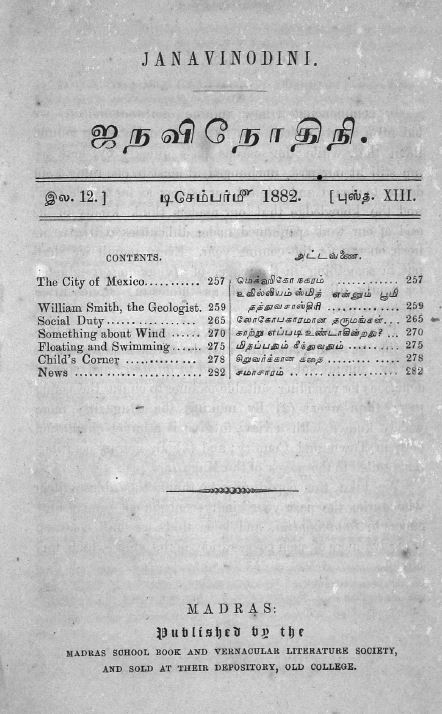 JANAVINODINI.
ஜநவிநோதினி.
இல. 12.] டிசேம்பர்௴ 1882. [புஸ்த. XIII.
CONTENTS.
The City of Mexico........... 257
William Smith, the Geologist. 259
Social Duty................ 265
Something about Wind ...... 270
Floating and Swimming ...... 275
Child's Corner ............. 278
News ..................... 282
அட்டவணை.
மெக்ஷிகோ நகரம் ............ 257
உவில்லியம் ஸ்மித் என்னும் பூமி
தத்துவசாஸ்திரி .............. 259
லோகோபகாரமான தருமங்கள்... 265
காற்று எப்படி உண்டாகின்றது? ... 270
மிதப்பதும் நீந்துவதும் ........ 275
சிறுவர்க்கான கதை ........... 278
சமாசாரம் .................. 282
MADRAS:
Published by the
MADRAS SCHOOL BOOK AND VERNACULAR LITERATURE SOCIETY,
AND SOLD AT THEIR DEPOSITORY, OLD COLLEGE.